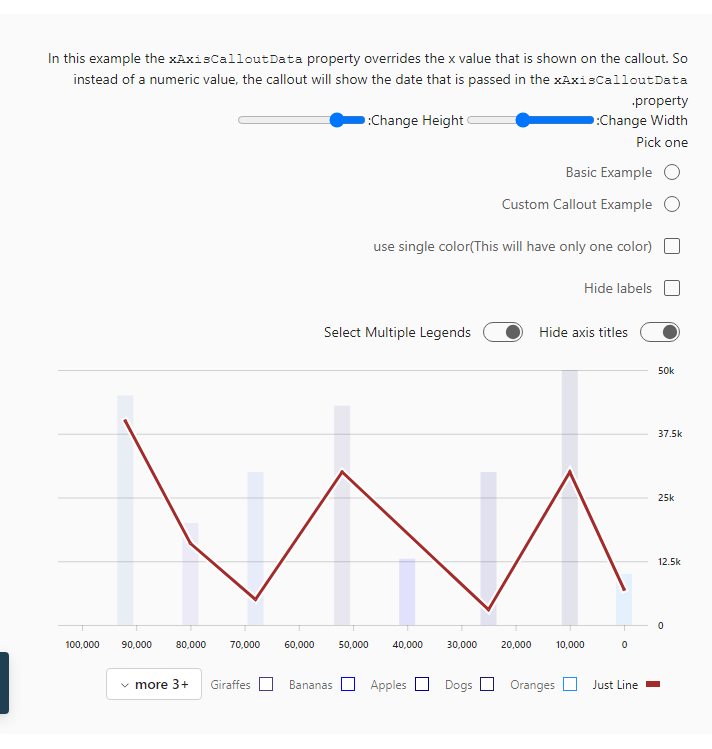 In this example the xAxisCalloutData property overrides the x value that is shown on the callout. So
instead of a numeric value, the callout will show the date that is passed in the xAxisCalloutData
.property
:Change Height :Change Width
Pick one
Basic Example
Custom Callout Example
use single color(This will have only one color)
Hide labels
Select Multiple Legends Hide axis titles
50k
37.5k
25k
12.5k
0
100,000 90,000 80,000 70,000 60,000 50,000 40,000 30,000 20,000 10,000 0
more 3+ Giraffes Bananas Apples Dogs Oranges Just Line